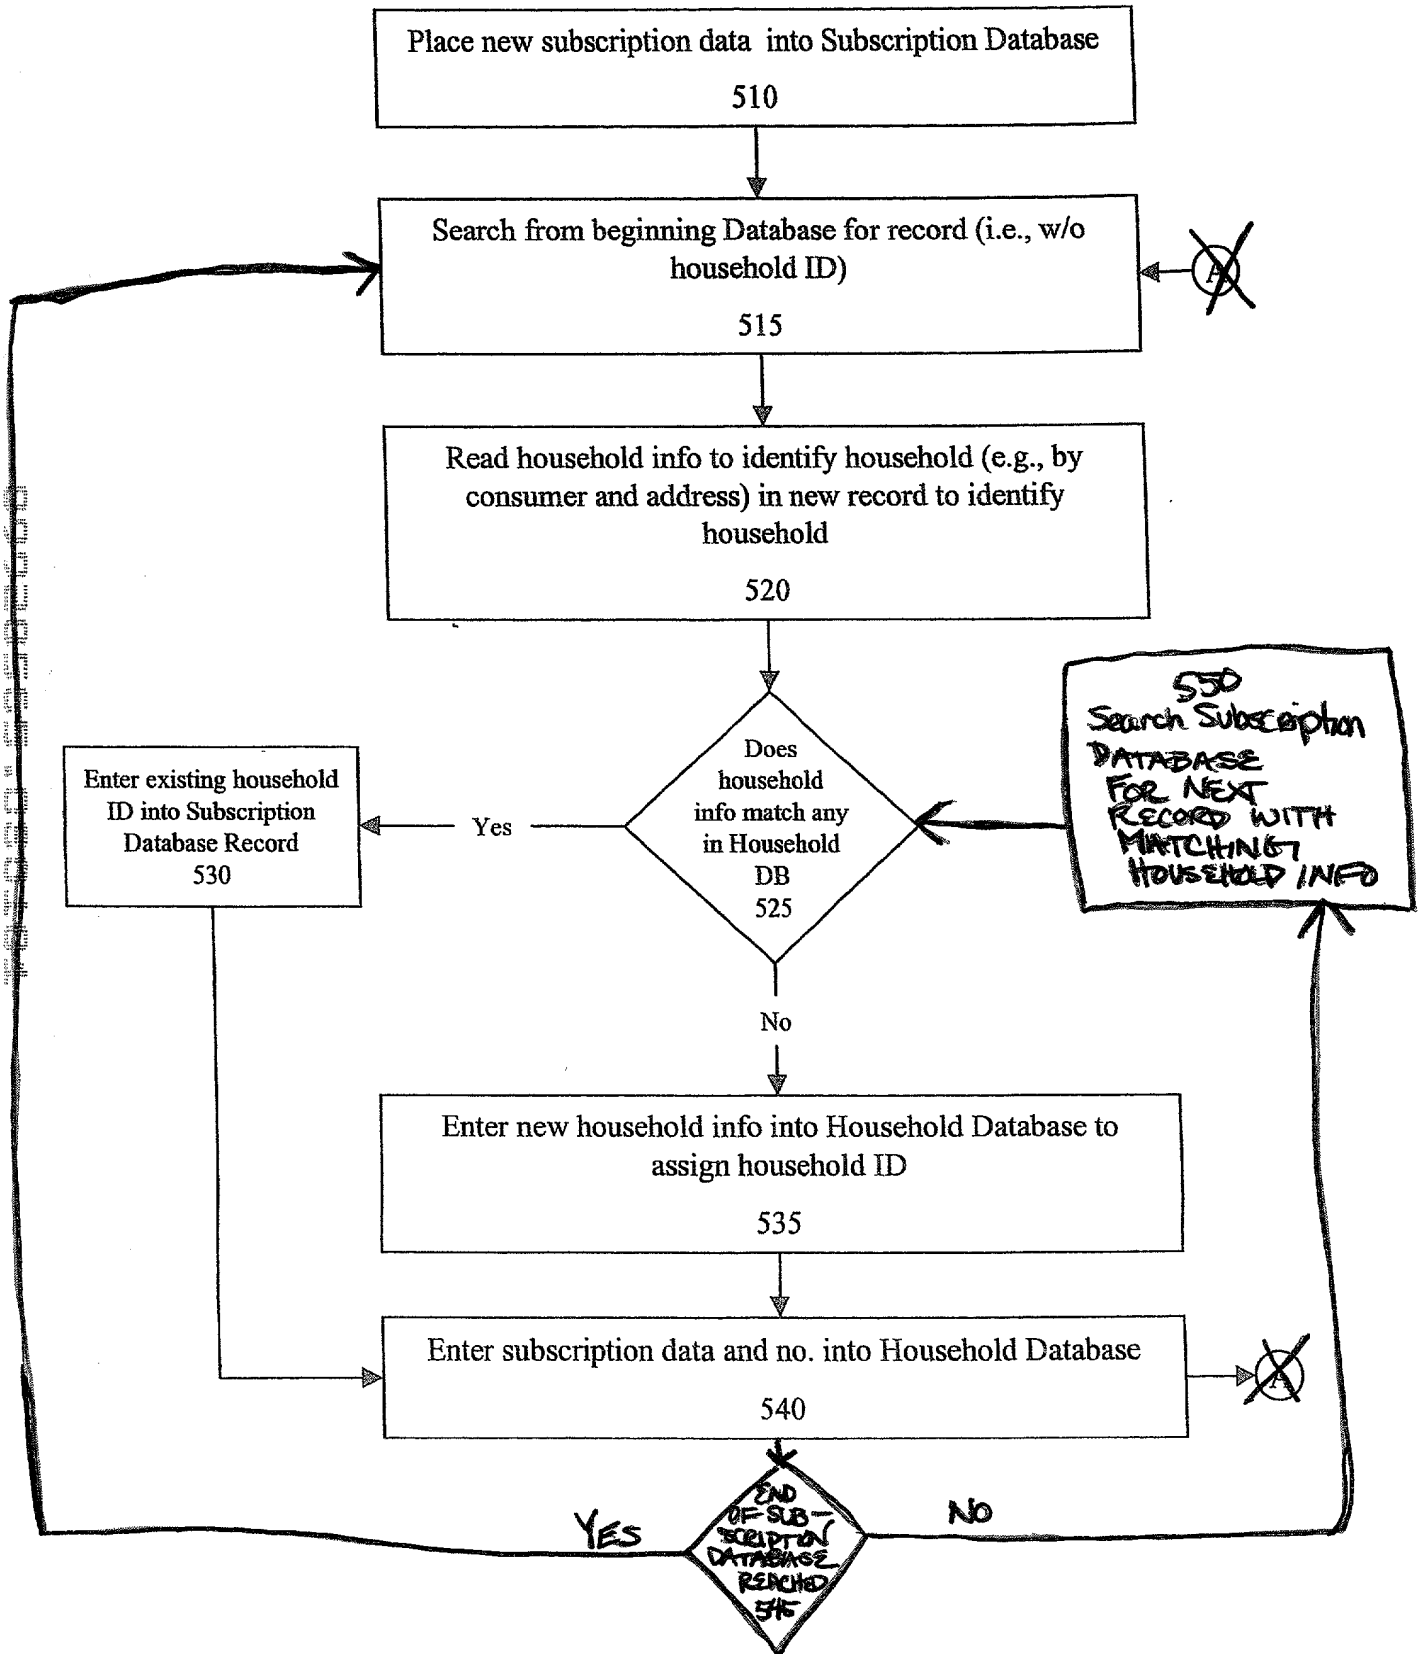 Place new subscription data into Subscription Database
510
Search from beginning Database for record (i.e., w/o
household ID)
515
A
Read household info to identify household (e.g., by
consumer and address) in new record to identify
household
520
550
Search Subscription
DATABASE
FOR NEXT
RECORD WITH
MATCHING
HOUSEHOLD INFO
Does
household
info match any
in Household
DB
525
Yes
Enter existing household
ID into Subscription
Database Record
530
No
Enter new household info into Household Database to
assign household ID
535
Enter subscription data and no. into Household Database
540
A
END
OF SUB-
SCRIPTION
DATABASE
REACHED
545
YES
NO